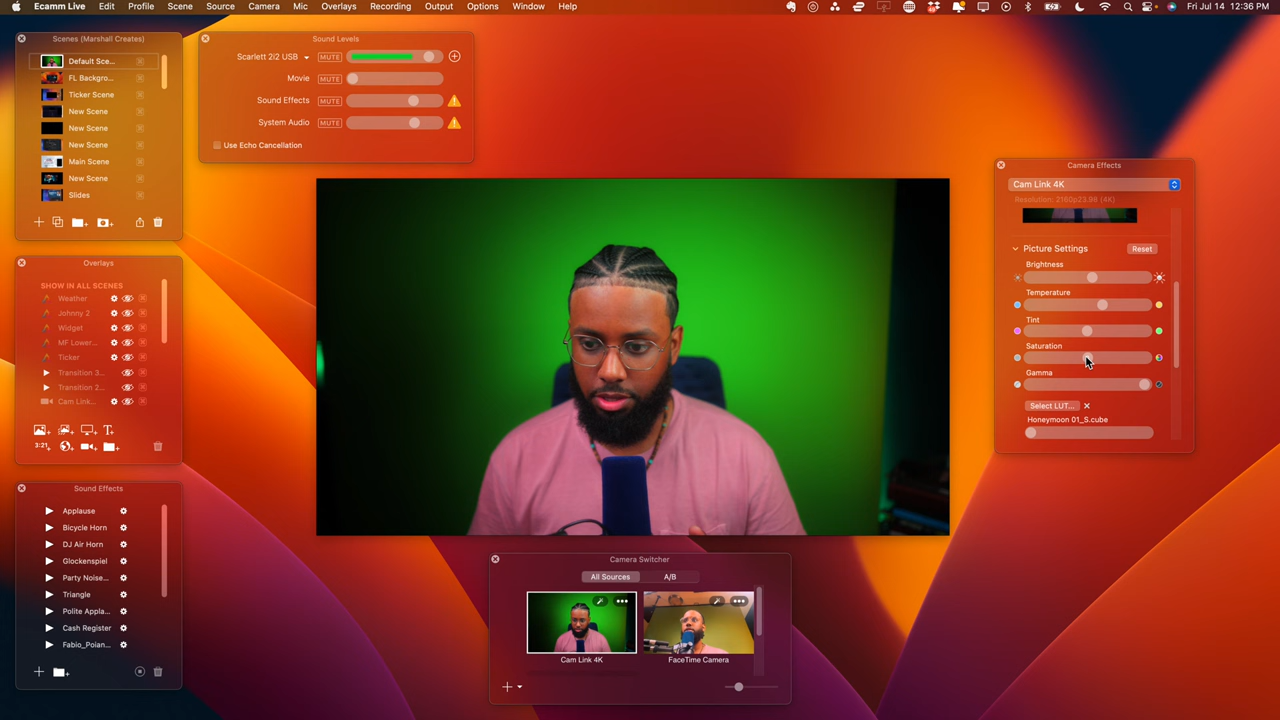 Ecamm Live Edit Profile Scene Source Camera Mic Overlays Recording Output Options Window Help Fri Jul 14 12:36 PM
Scenes (Marshall Creates)
Default Sce...
FL Backgro...
Ticker Scene
New Scene
New Scene
New Scene
Main Scene
New Scene
Slides
Sound Levels
Scarlett 2i2 USB MUTE
Movie MUTE
Sound Effects MUTE
System Audio MUTE
Use Echo Cancellation
Overlays
SHOW IN ALL SCENES
Weather
Johnny 2
Widget
MF Lower...
Ticker
Transition 3...
Transition 2...
Cam Link...
3:21
Sound Effects
Applause
Bicycle Horn
DJ Air Horn
Glockenspiel
Party Noise...
Triangle
Polite Appla...
Cash Register
Fabio_Polan...
Camera Effects
Cam Link 4K
Resolution: 2160p23.98 (4K)
Picture Settings Reset
Brightness
Temperature
Tint
Saturation
Gamma
Select LUT...
Honeymoon 01_S.cube
Camera Switcher
All Sources A/B
Cam Link 4K FaceTime Camera